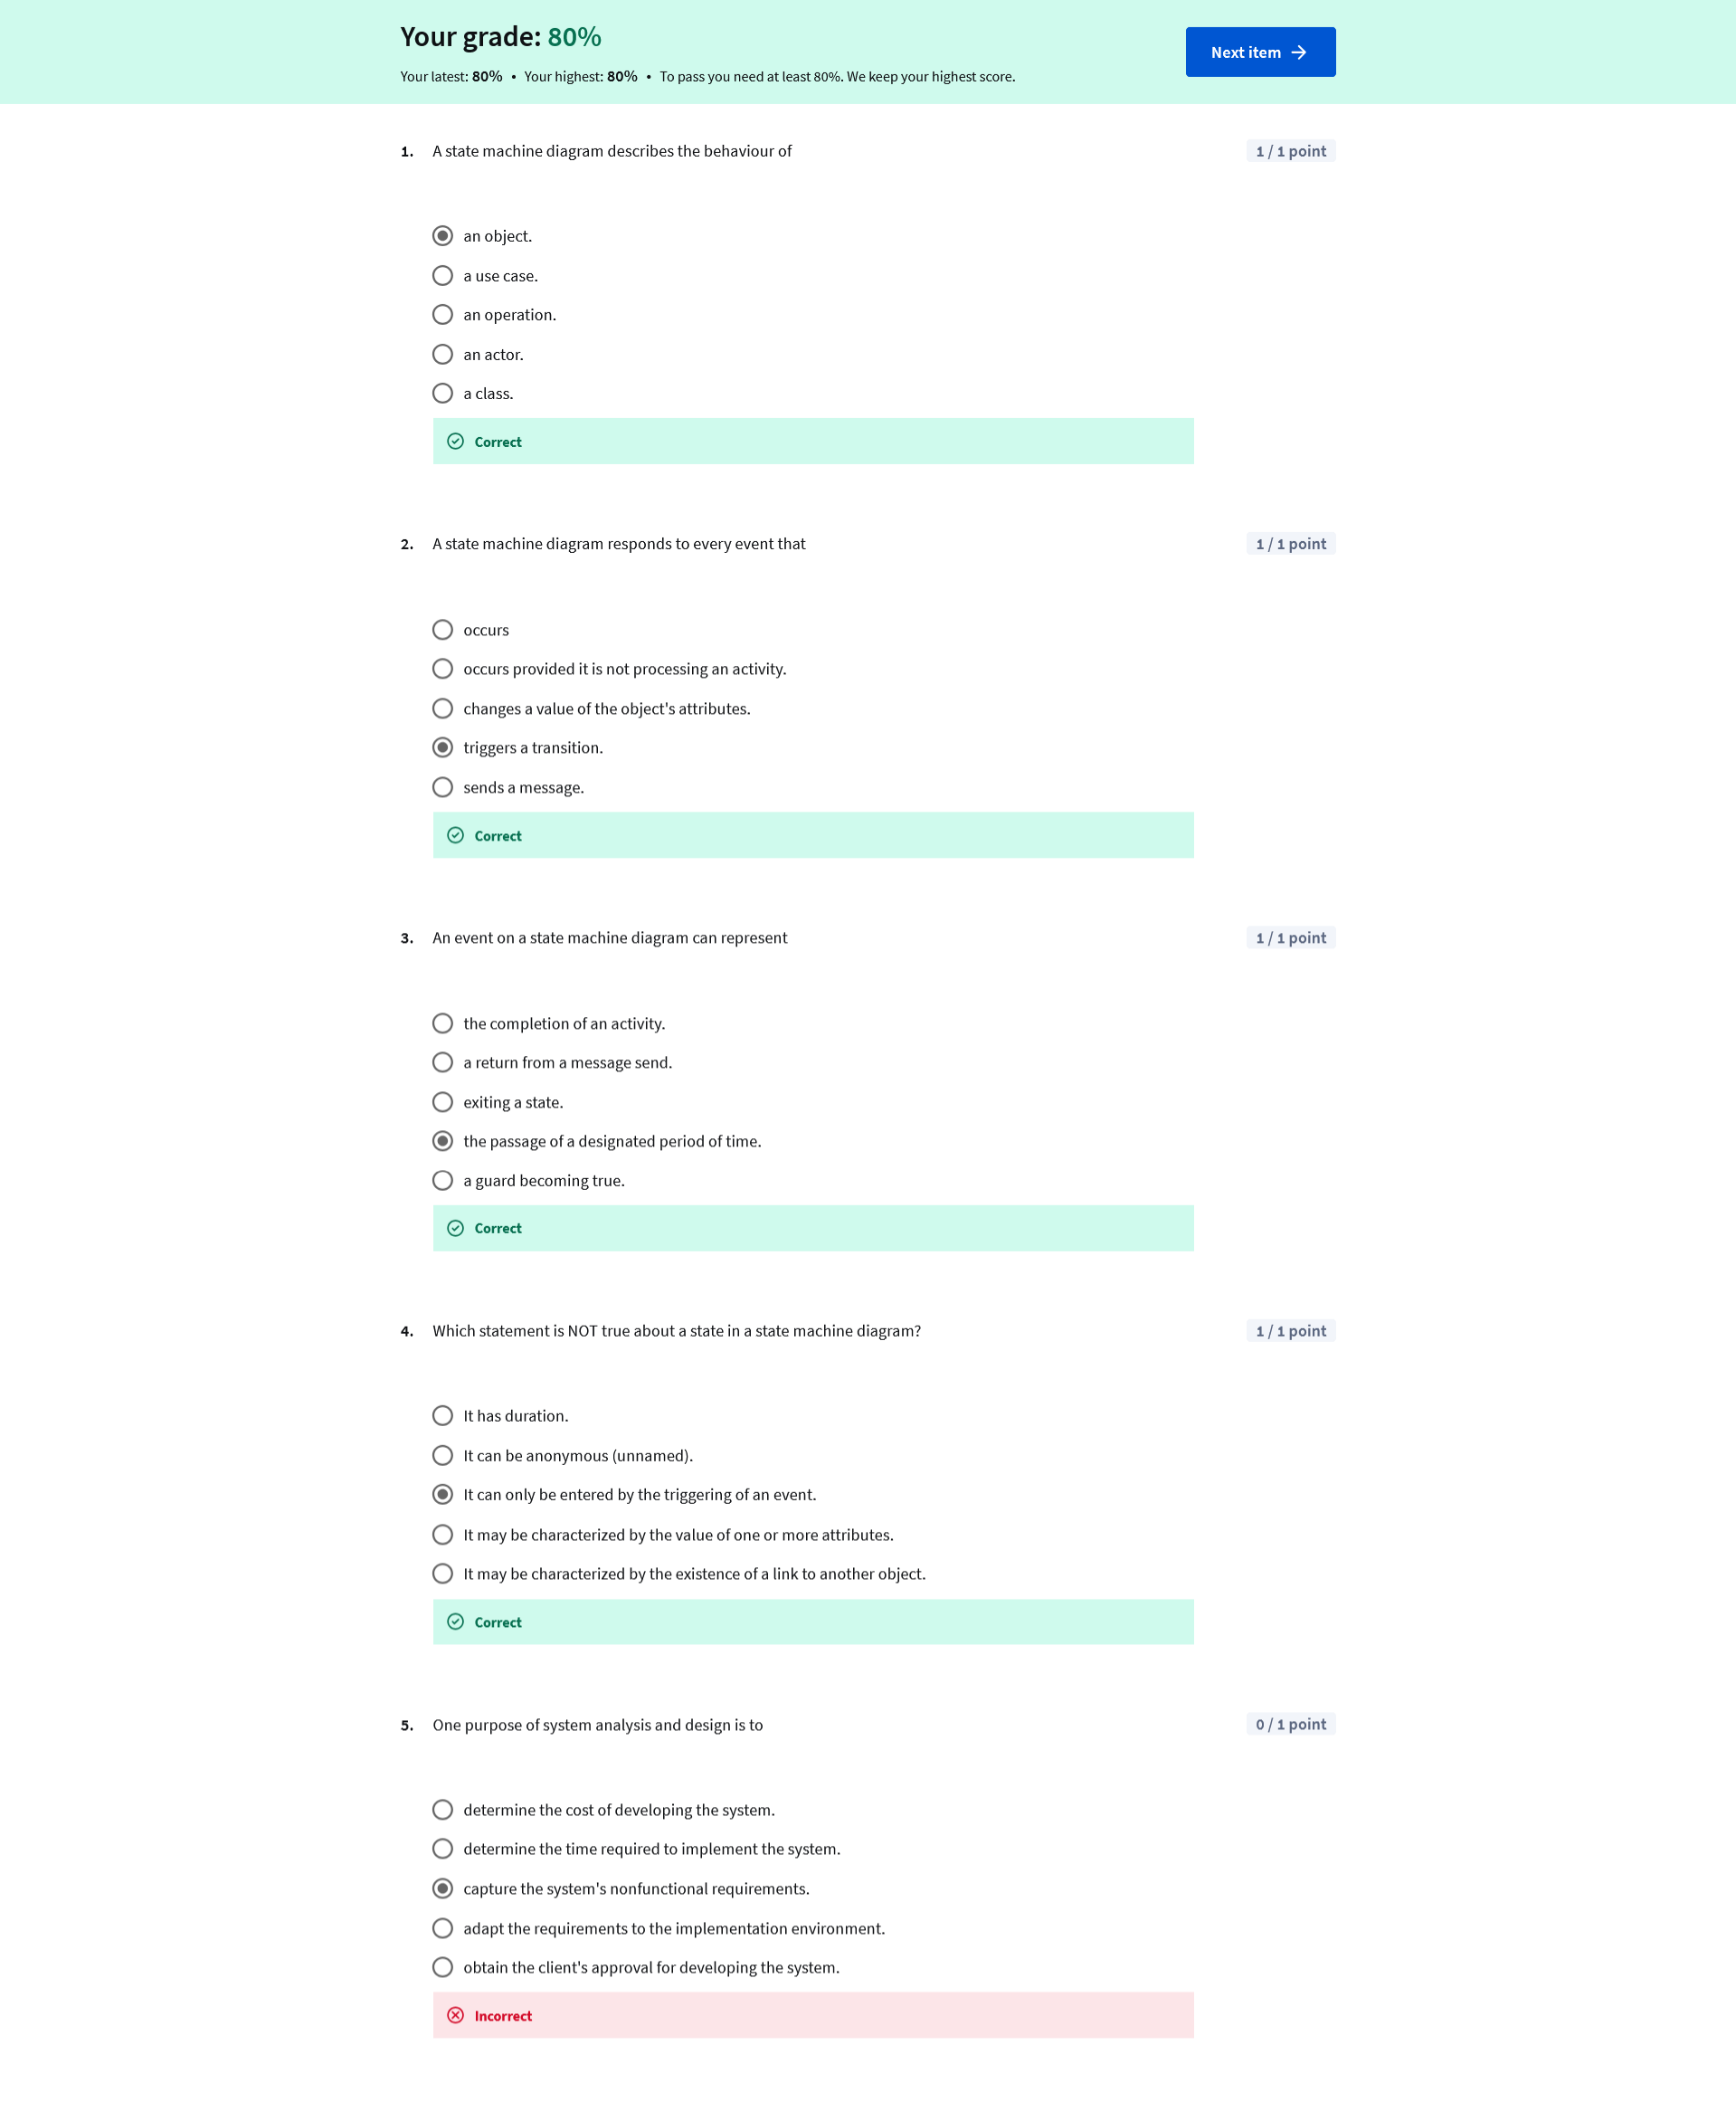 Your grade: 80%
Next item
Your latest: 80% • Your highest: 80% • To pass you need at least 80%. We keep your highest score.
1. A state machine diagram describes the behaviour of
1 / 1 point
an object.
a use case.
an operation.
an actor.
a class.
Correct
2. A state machine diagram responds to every event that
1 / 1 point
occurs
occurs provided it is not processing an activity.
changes a value of the object's attributes.
triggers a transition.
sends a message.
Correct
3. An event on a state machine diagram can represent
1 / 1 point
the completion of an activity.
a return from a message send.
exiting a state.
the passage of a designated period of time.
a guard becoming true.
Correct
4. Which statement is NOT true about a state in a state machine diagram?
1 / 1 point
It has duration.
It can be anonymous (unnamed).
It can only be entered by the triggering of an event.
It may be characterized by the value of one or more attributes.
It may be characterized by the existence of a link to another object.
Correct
5. One purpose of system analysis and design is to
0 / 1 point
determine the cost of developing the system.
determine the time required to implement the system.
capture the system's nonfunctional requirements.
adapt the requirements to the implementation environment.
obtain the client's approval for developing the system.
Incorrect